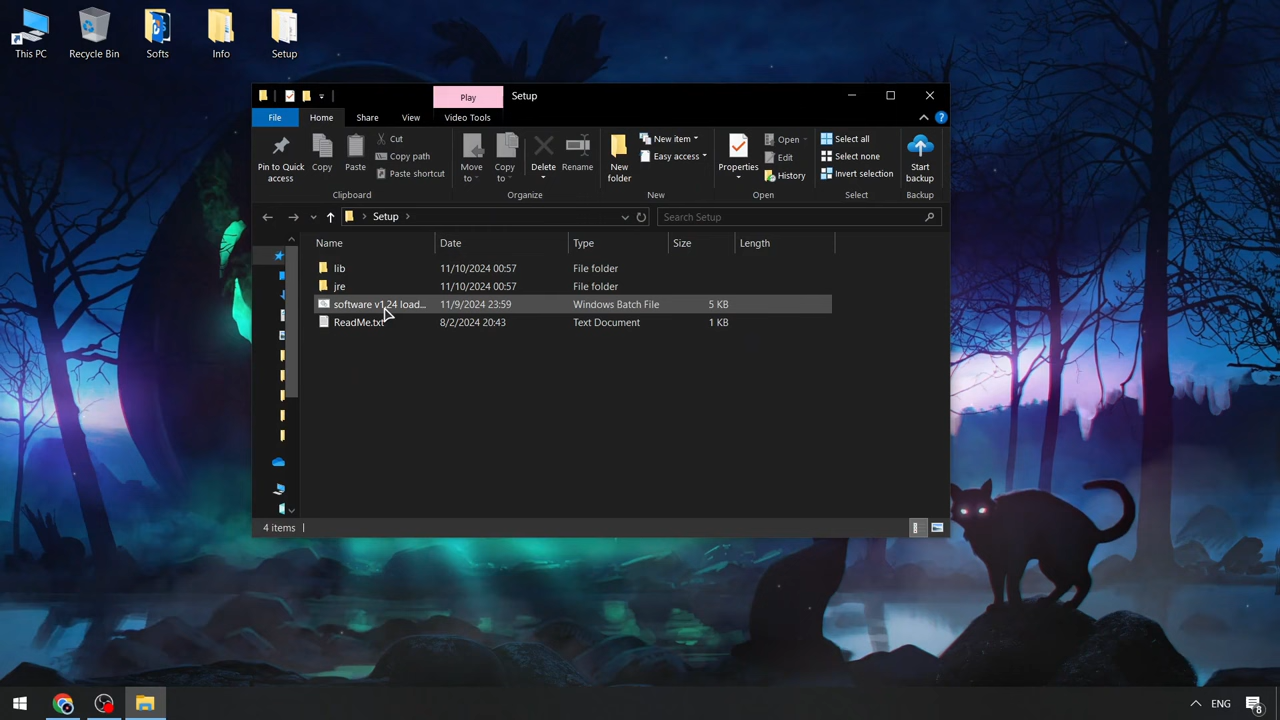 This PC
Recycle Bin
Softs
Info
Setup
Play
Setup
File
Home
Share
View
Video Tools
Pin to Quick access
Copy
Paste
Cut
Copy path
Paste shortcut
Move to
Copy to
Delete
Rename
New folder
New item
Easy access
Properties
Open
Edit
History
Select all
Select none
Invert selection
Start backup
Clipboard
Organize
New
Open
Select
Backup
Setup
Search Setup
Name
Date
Type
Size
Length
lib 11/10/2024 00:57 File folder
jre 11/10/2024 00:57 File folder
software v1.24 load... 11/9/2024 23:59 Windows Batch File 5 KB
ReadMe.txt 8/2/2024 20:43 Text Document 1 KB
4 items
ENG
8